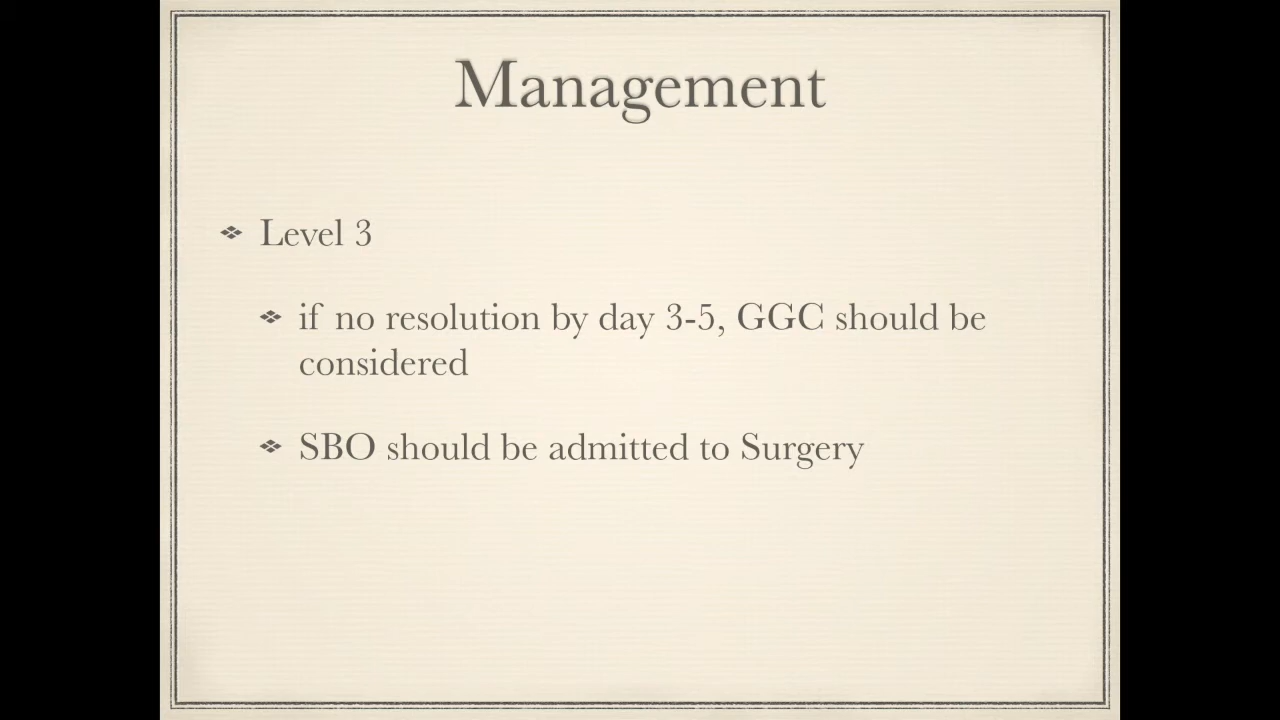 Management
Level 3
if no resolution by day 3-5, GGC should be
considered
SBO should be admitted to Surgery